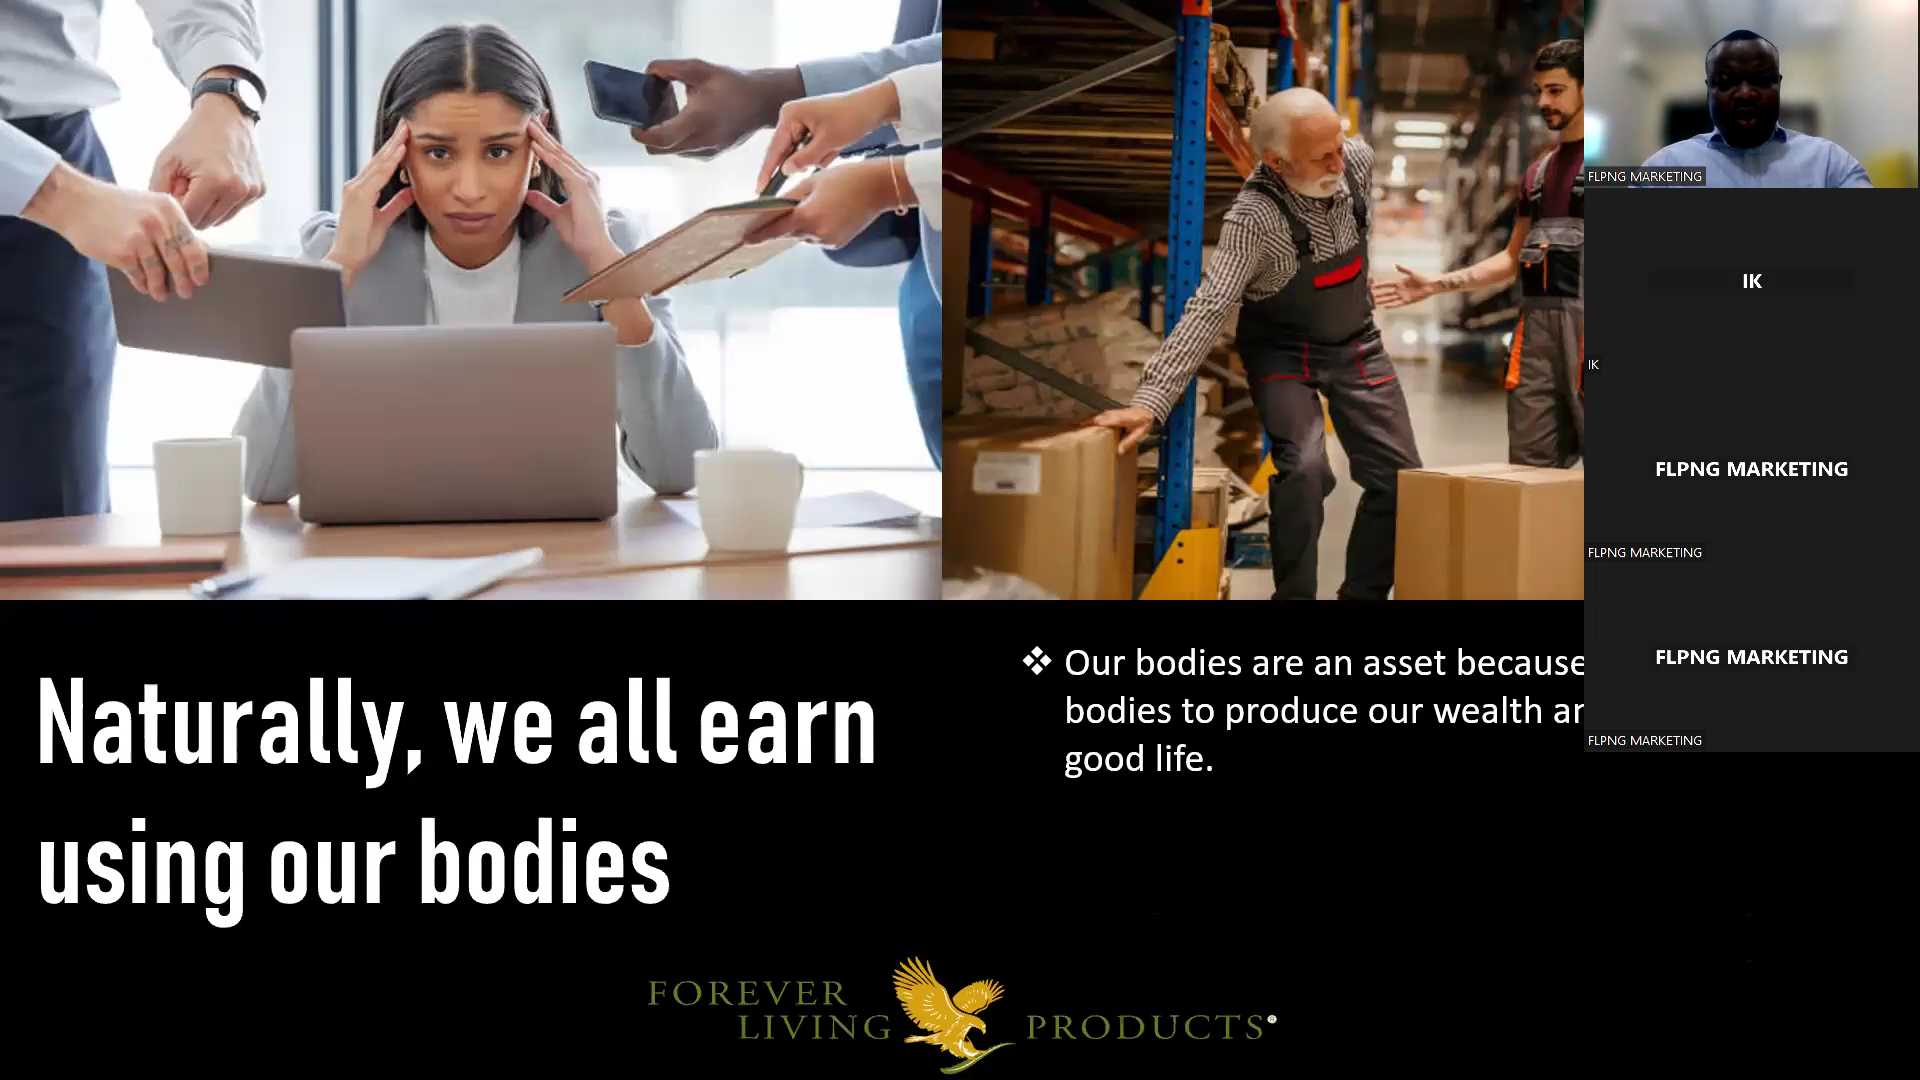 Naturally, we all earn
using our bodies
❖ Our bodies are an asset because
bodies to produce our wealth
good life.
FOREVER
LIVING PRODUCTS®
FLPNG MARKETING
IK
IK
FLPNG MARKETING
FLPNG MARKETING
FLPNG MARKETING
FLPNG MARKETING